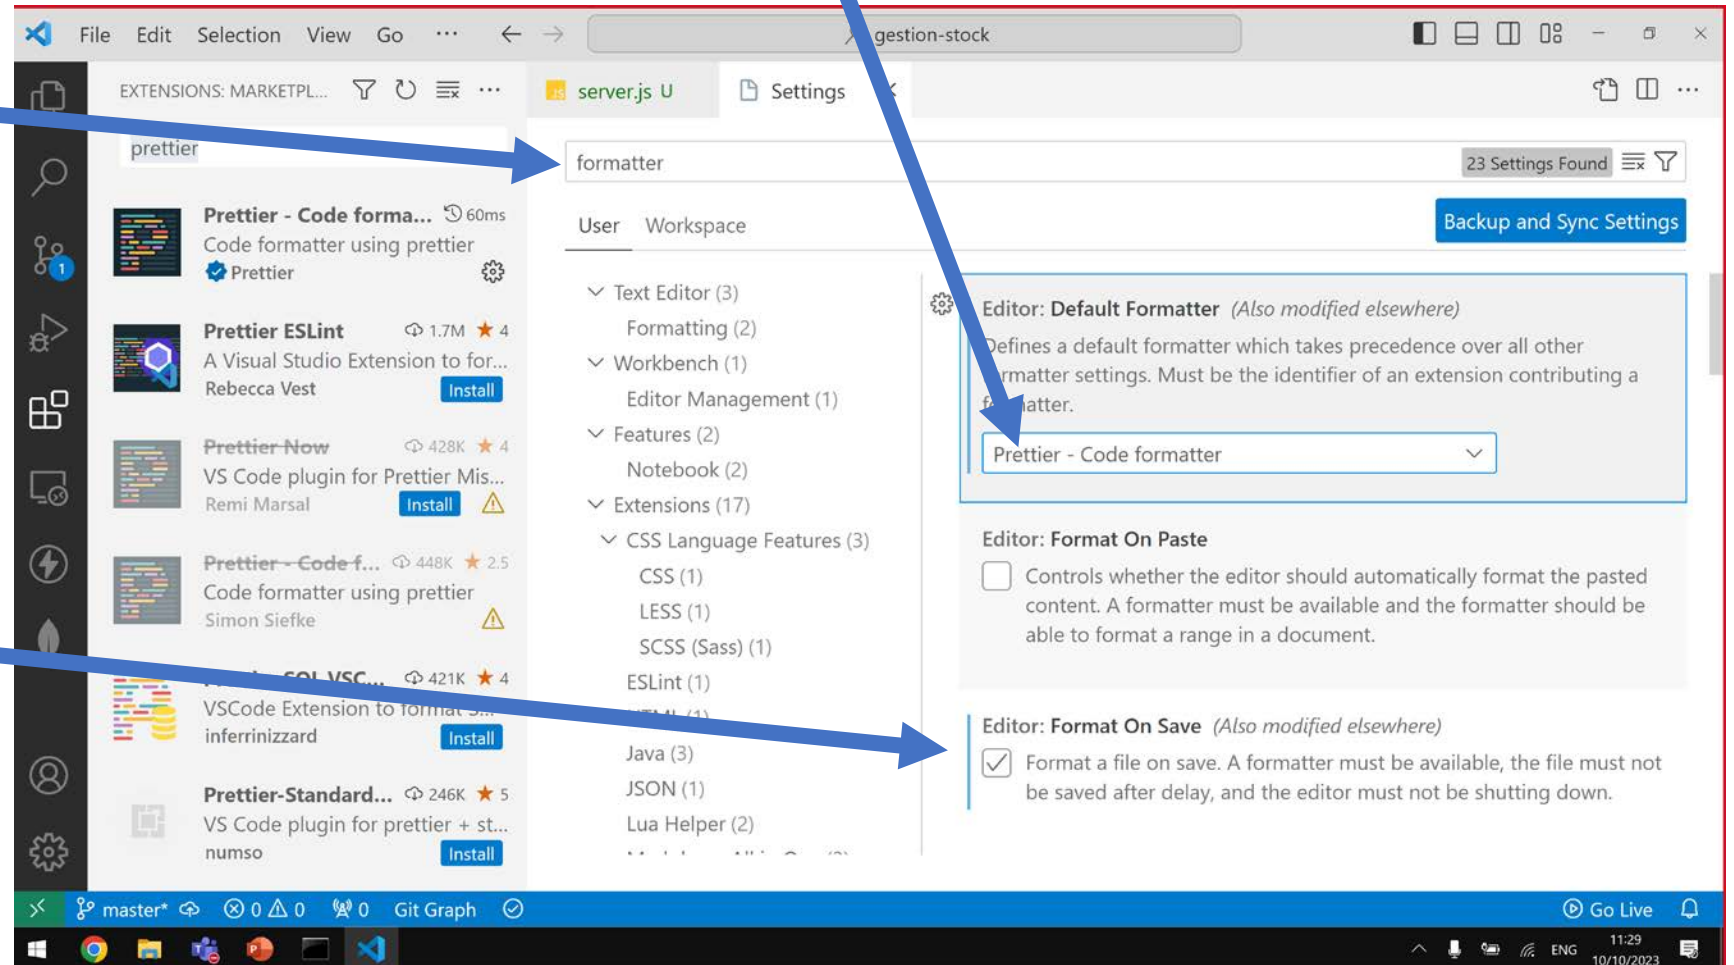 File Edit Selection View Go ··· gestion-stock
EXTENSIONS: MARKETPL...
server.js U
Settings
prettier
formatter
23 Settings Found
User Workspace
Backup and Sync Settings
Prettier - Code forma... 60ms
Code formatter using prettier
Prettier
Prettier ESLint 1.7M ★ 4
A Visual Studio Extension to for...
Rebecca Vest
Install
Prettier Now 428K ★ 4
VS Code plugin for Prettier Mis...
Remi Marsal
Install
Prettier - Code f... 448K ★ 2.5
Code formatter using prettier
Simon Siefke
SQL VSC... 421K ★ 4
VSCode Extension to format S...
inferrinizzard
Install
Prettier-Standard... 246K ★ 5
VS Code plugin for prettier + st...
numso
Install
Text Editor (3)
Formatting (2)
Workbench (1)
Editor Management (1)
Features (2)
Notebook (2)
Extensions (17)
CSS Language Features (3)
CSS (1)
LESS (1)
SCSS (Sass) (1)
ESLint (1)
HTML (1)
Java (3)
JSON (1)
Lua Helper (2)
Editor: Default Formatter (Also modified elsewhere)
Defines a default formatter which takes precedence over all other
formatter settings. Must be the identifier of an extension contributing a
formatter.
Prettier - Code formatter
Editor: Format On Paste
Controls whether the editor should automatically format the pasted
content. A formatter must be available and the formatter should be
able to format a range in a document.
Editor: Format On Save (Also modified elsewhere)
Format a file on save. A formatter must be available, the file must not
be saved after delay, and the editor must not be shutting down.
1
master* 0 0 0 Git Graph
Go Live
ENG
11:29
10/10/2023